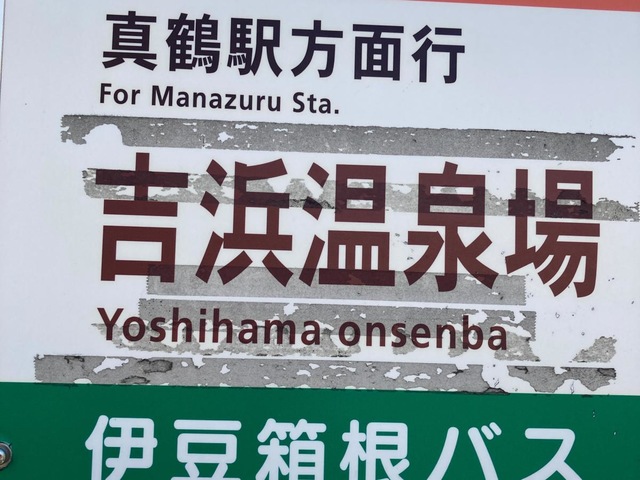 真鶴駅方面行
For Manazuru Sta.
吉浜温泉場
Yoshihama onsenba
伊豆箱根バス